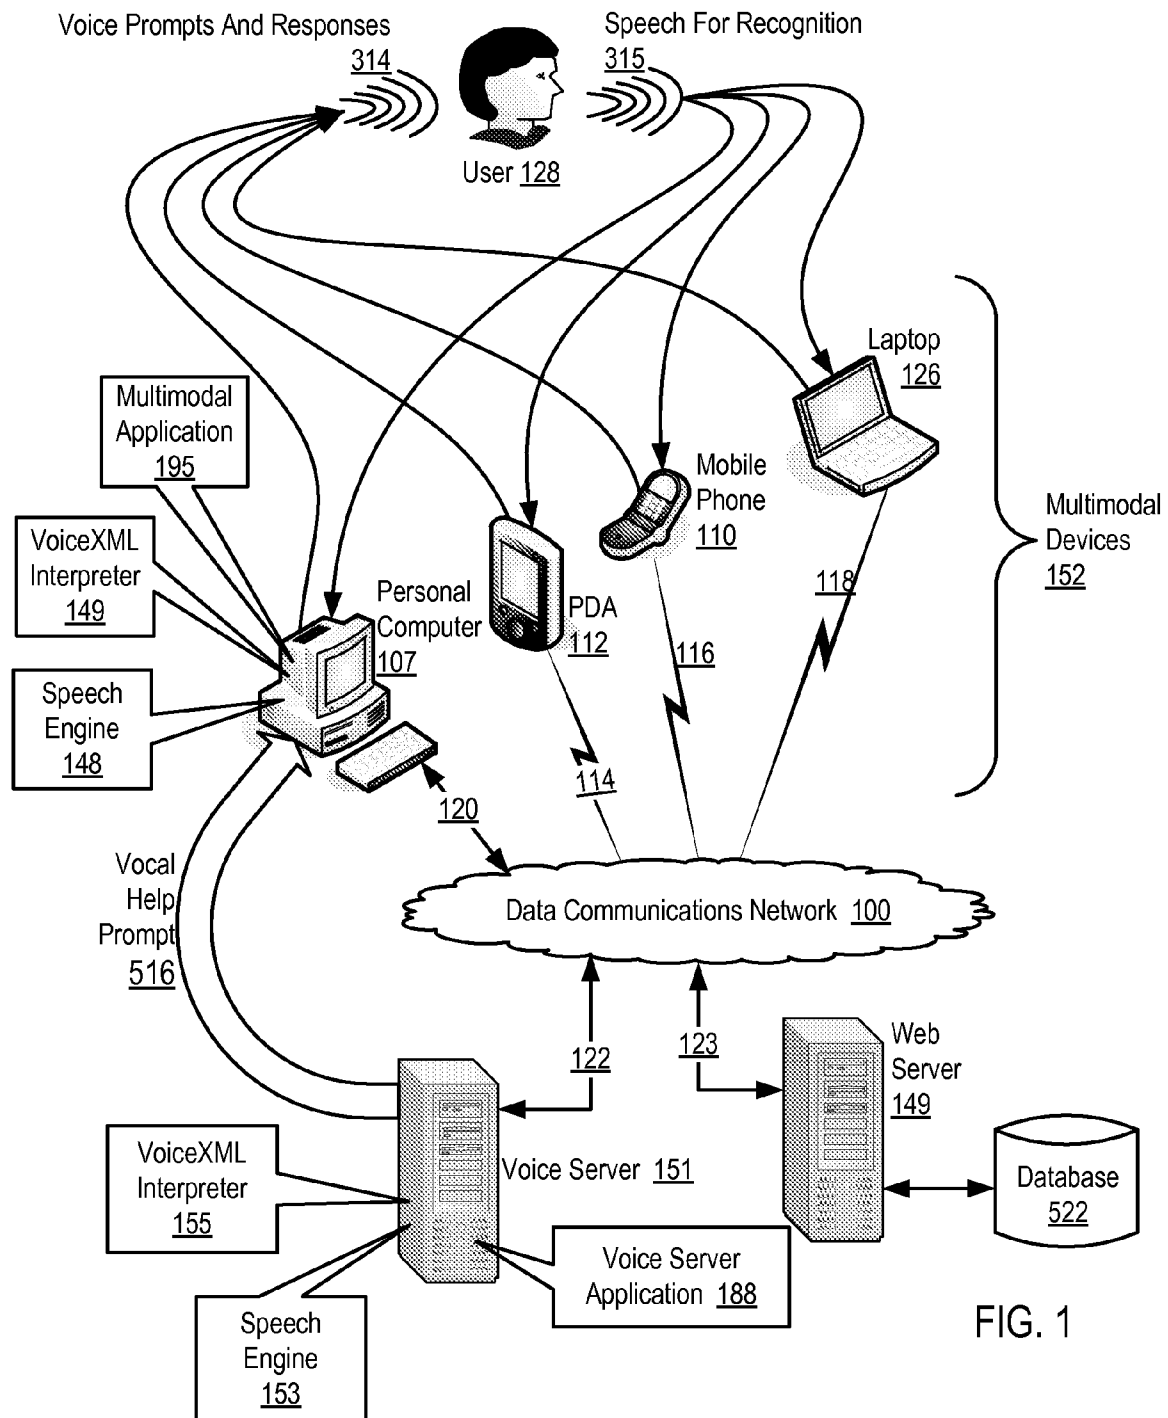 Voice Prompts And Responses
314
Speech For Recognition
315
User 128
Laptop
126
Multimodal
Application
195
Mobile
Phone
110
Multimodal
Devices
152
VoiceXML
Interpreter
149
Personal
Computer
107
PDA
112
118
116
Speech
Engine
148
114
120
Vocal
Help
Prompt
516
Data Communications Network 100
122
123
Web
Server
149
VoiceXML
Interpreter
155
Voice Server 151
Database
522
Voice Server
Application 188
Speech
Engine
153
FIG. 1